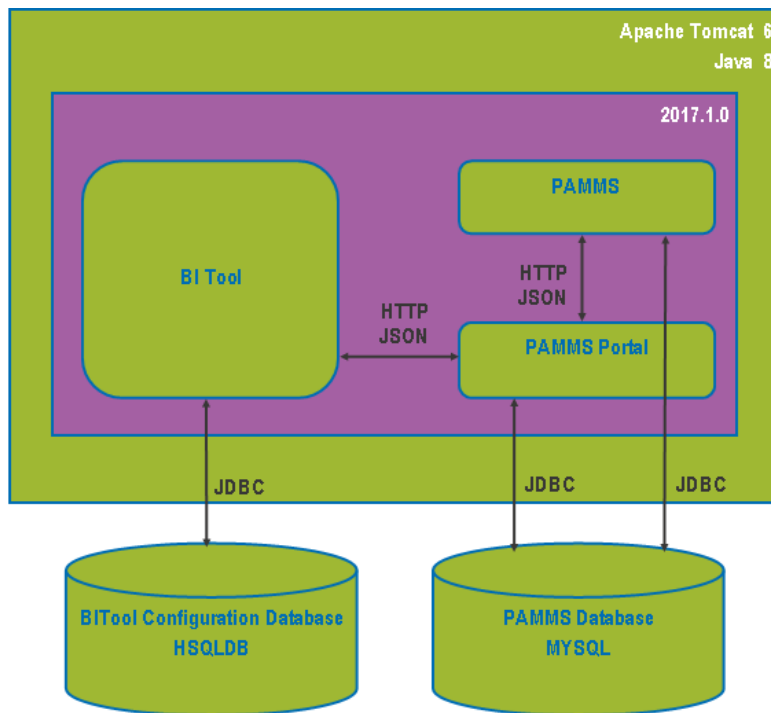 Apache Tomcat 6
Java 8
2017.1.0
BI Tool
PAMMS
HTTP
JSON
HTTP
JSON
PAMMS Portal
JDBC
JDBC
JDBC
BITool Configuration Database
HSQLDB
PAMMS Database
MYSQL